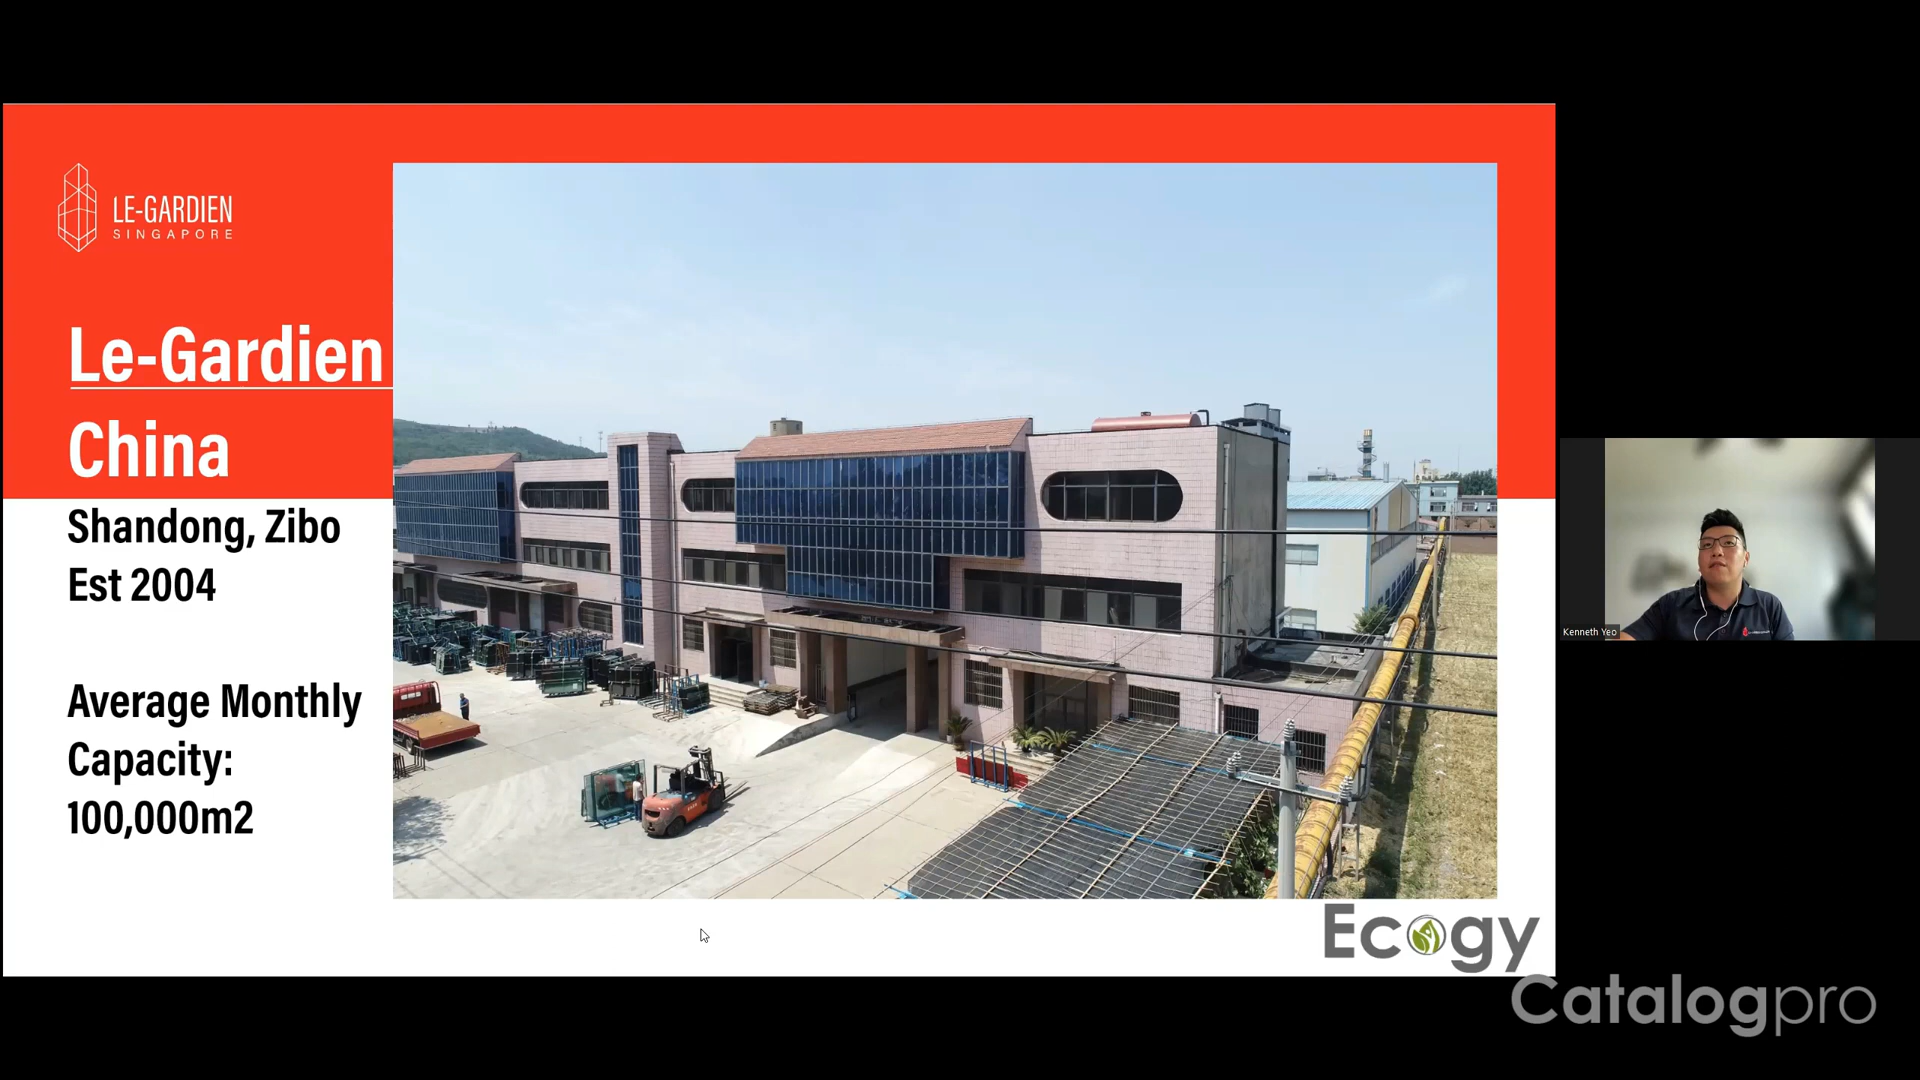 LE-GARDIEN
SINGAPORE
Le-Gardien
China
Shandong, Zibo
Est 2004
Average Monthly
Capacity:
100,000m2
Kenneth Yeo
Ecogy
Catalogpro